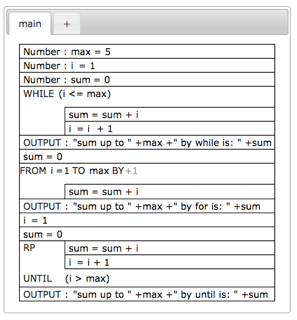 main +
Number : max = 5
Number : i = 1
Number : sum = 0
WHILE (i <= max)
sum = sum + i
i = i + 1
OUTPUT : "sum up to " +max +" by while is: " +sum
sum = 0
FROM i =1 TO max BY+1
sum = sum + i
OUTPUT : "sum up to " +max +" by for is: " +sum
i = 1
sum = 0
RP sum = sum + i
i = i + 1
UNTIL (i > max)
OUTPUT : "sum up to " +max +" by until is: " +sum